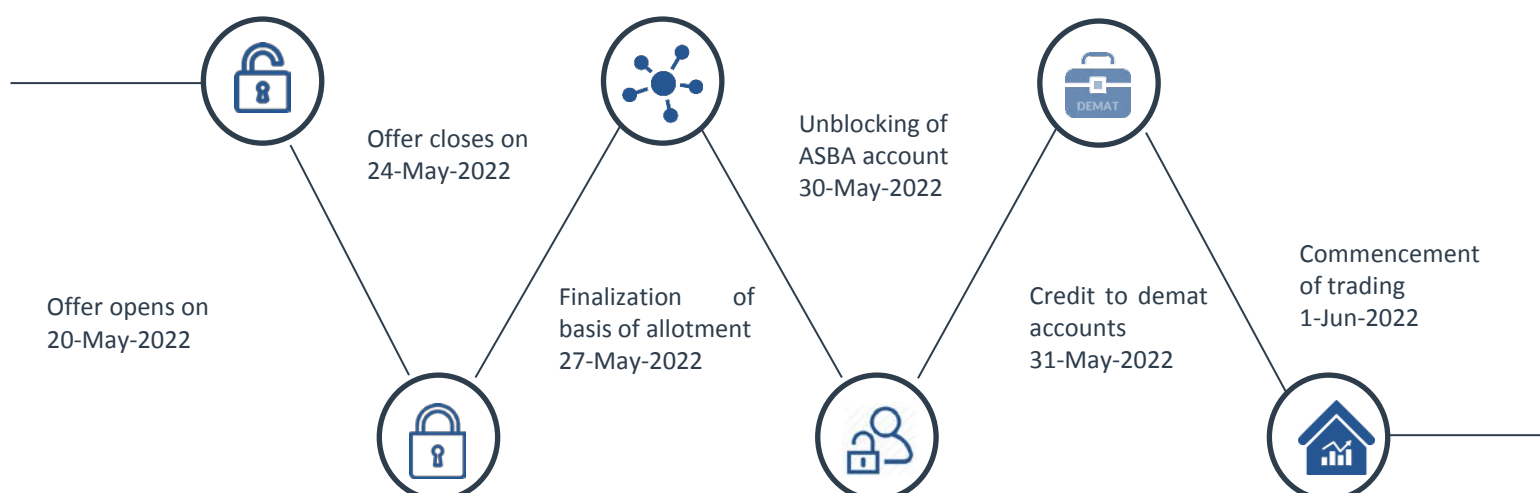 Offer opens on
20-May-2022
Offer closes on
24-May-2022
Finalization of
basis of allotment
27-May-2022
Unblocking of
ASBA account
30-May-2022
DEMAT
Credit to demat
accounts
31-May-2022
Commencement
of trading
1-Jun-2022